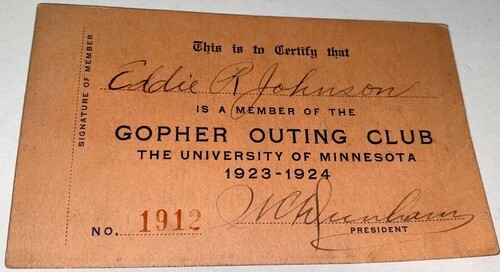 This is to Certify that
Eddie R Johnson
IS A MEMBER OF THE
GOPHER OUTING CLUB
THE UNIVERSITY OF MINNESOTA
1923-1924
NO. 1912
PRESIDENT
SIGNATURE OF MEMBER